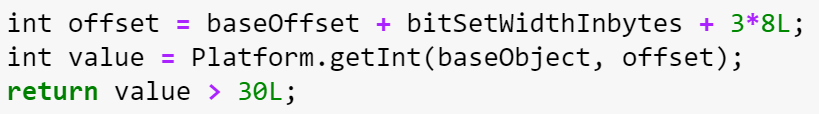 int offset = baseOffset + bitSetWidthInbytes + 3*8L;
int value = Platform.getInt(baseObject, offset);
return value > 30L;